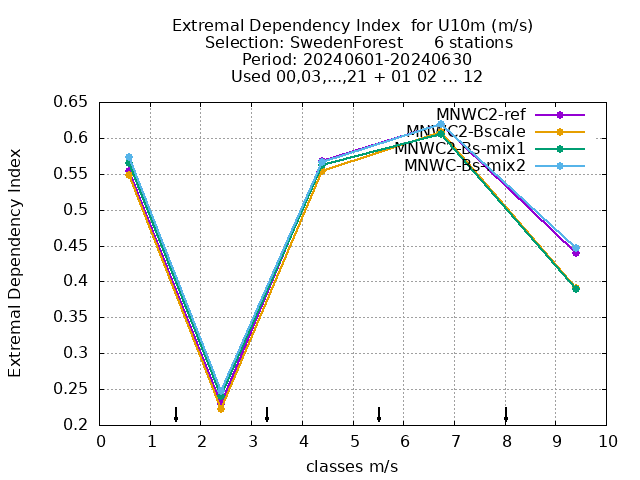 Extremal Dependency Index  for U10m (m/s)
Selection: SwedenForest      6 stations
Period: 20240601-20240630
Used 00,03,...,21 + 01 02 ... 12
Extremal Dependency Index
0.65
0.6
0.55
0.5
0.45
0.4
0.35
0.3
0.25
0.2
MNWC2-ref
MNWC2-Bscale
MNWC2-Bs-mix1
MNWC-Bs-mix2
0 1 2 3 4 5 6 7 8 9 10
classes m/s